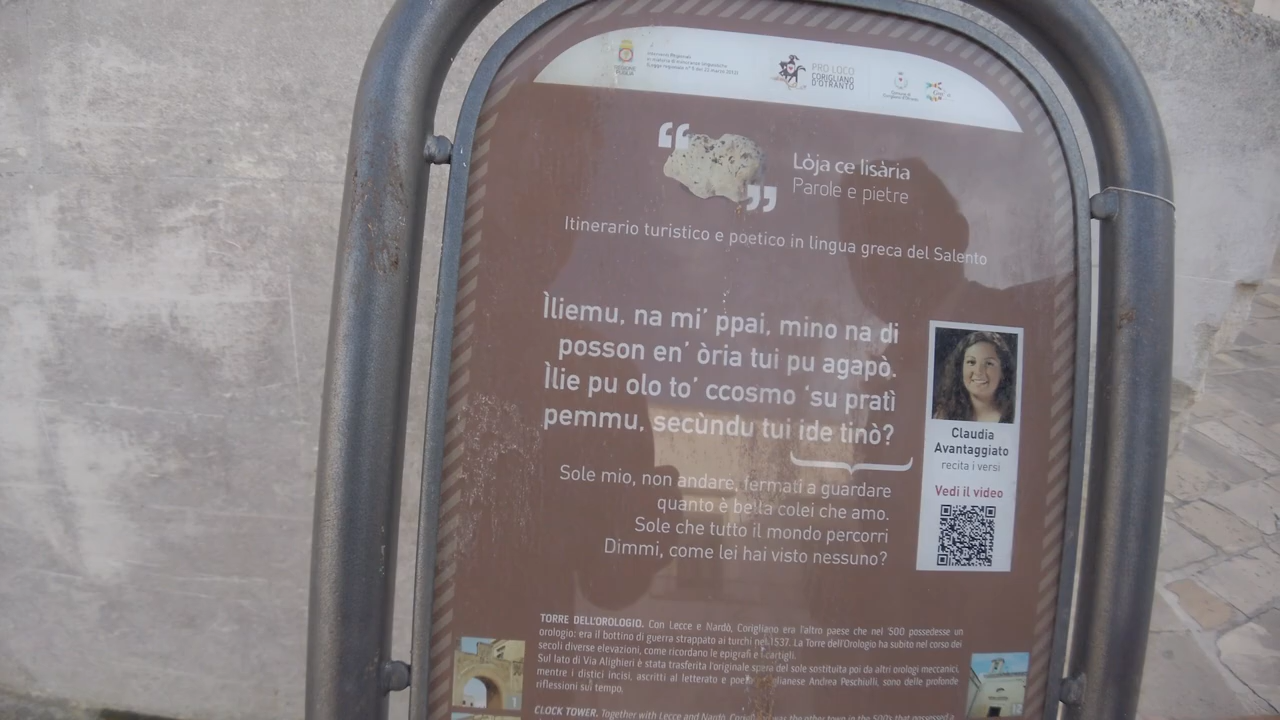 PRO LOCO
CORIGLIANO
D'OTRANTO
Lòja ce lisària
Parole e pietre
Itinerario turistico e poetico in lingua greca del Salento
Ìliemu, na mi' ppai, mino na di
posson en' òria tui pu agapò.
Ìlie pu olo to' ccosmo 'su pratì
pemmu, secùndu tui ide tinò?
Sole mio, non andare, fermati a guardare
quanto è bella colei che amo.
Sole che tutto il mondo percorri
Dimmi, come lei hai visto nessuno?
Claudia
Avantaggiato
recita i versi
Vedi il video
TORRE DELL'OROLOGIO. Con Lecce e Nardò, Corigliano era l'altro paese che nel '500 possedesse un
orologio: era il bottino di guerra strappato ai turchi nel 1537. La Torre dell'Orologio ha subito nel corso dei
secoli diverse elevazioni, come ricordano le epigrafi e i cartigli.
Sul lato di Via Alighieri è stata trasferita l'originale spera del sole sostituita poi da altri orologi meccanici,
mentre i distici incisi, ascritti al letterato e poeta coriglianese Andrea Peschiulli, sono delle profonde
riflessioni sul tempo.
CLOCK TOWER. Together with Lecce and Nardò, Corigliano was the other town in the 500s that possessed a
1
12